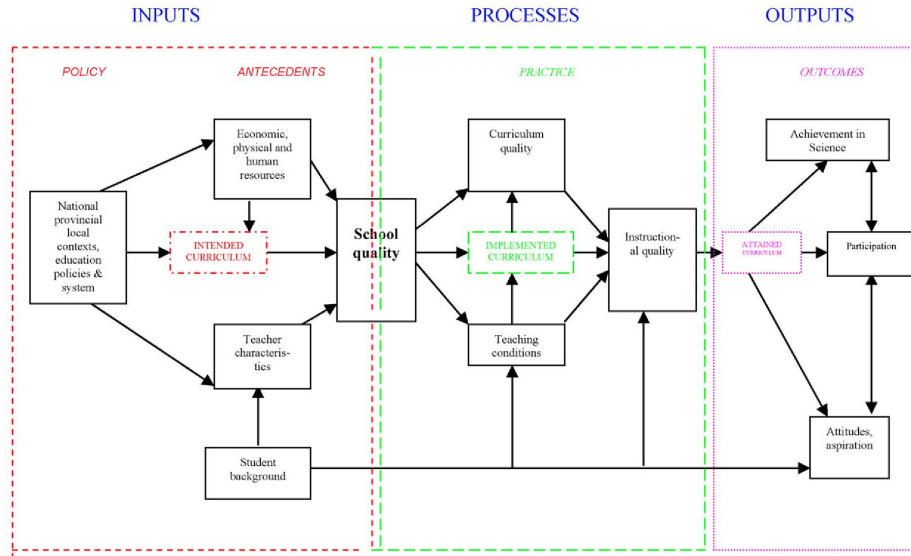 INPUTS
PROCESSES
OUTPUTS
POLICY
ANTECEDENTS
PRACTICE
OUTCOMES
Economic,
physical and
human
resources
Curriculum
quality
Achievement in
Science
National
provincial
local
contexts,
education
policies &
system
INTENDED
CURRICULUM
School
quality
IMPLEMENTED
CURRICULUM
Instruction-
al quality
ATTAINED
CURRICULUM
Participation
Teacher
characteris-
tics
Teaching
conditions
Student
background
Attitudes,
aspiration